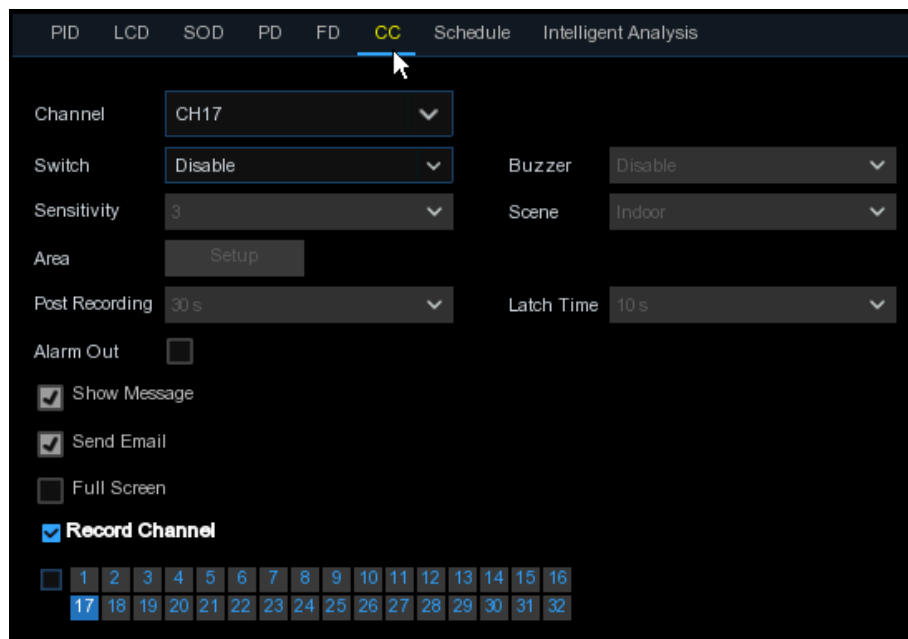 PID LCD SOD PD FD CC Schedule Intelligent Analysis
Channel CH17
Switch Disable Buzzer Disable
Sensitivity 3 Scene Indoor
Area Setup
Post Recording 30 s Latch Time 10 s
Alarm Out
Show Message
Send Email
Full Screen
Record Channel
1 2 3 4 5 6 7 8 9 10 11 12 13 14 15 16
17 18 19 20 21 22 23 24 25 26 27 28 29 30 31 32